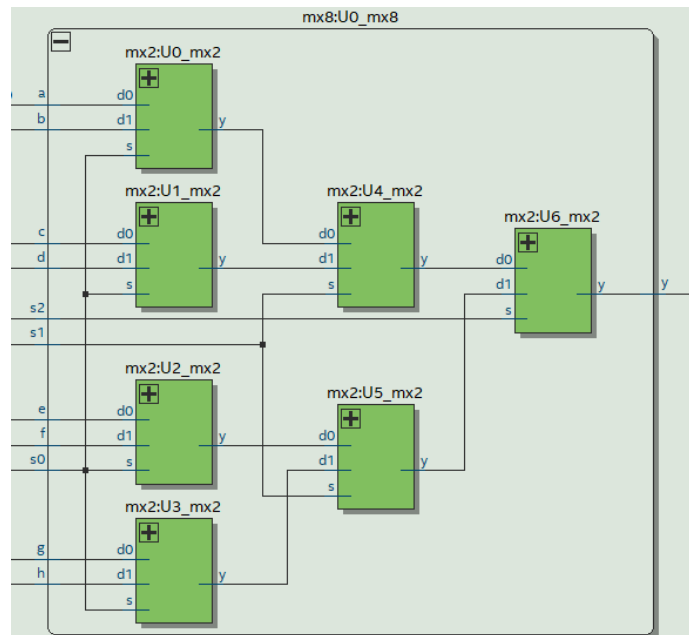 mx8:U0_mx8
mx2:U0_mx2
a
d0
b
d1
y
s
mx2:U1_mx2
mx2:U4_mx2
c
d0
d
d1
y
s
d0
d1
y
s
mx2:U6_mx2
d0
d1
y
s
y
s2
s1
mx2:U2_mx2
mx2:U5_mx2
e
d0
f
d1
y
s0
s
d0
d1
y
s
mx2:U3_mx2
g
d0
h
d1
y
s